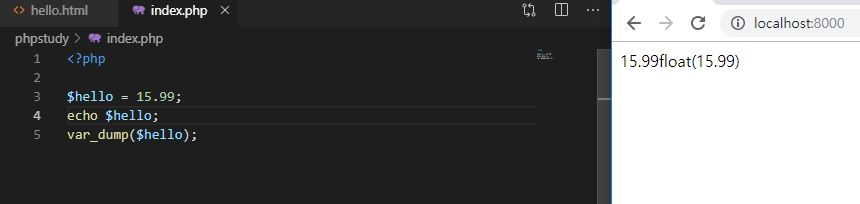 hello.html
index.php
phpstudy > index.php
1 <?php
2
3 $hello = 15.99;
4 echo $hello;
5 var_dump($hello);
localhost:8000
15.99float(15.99)